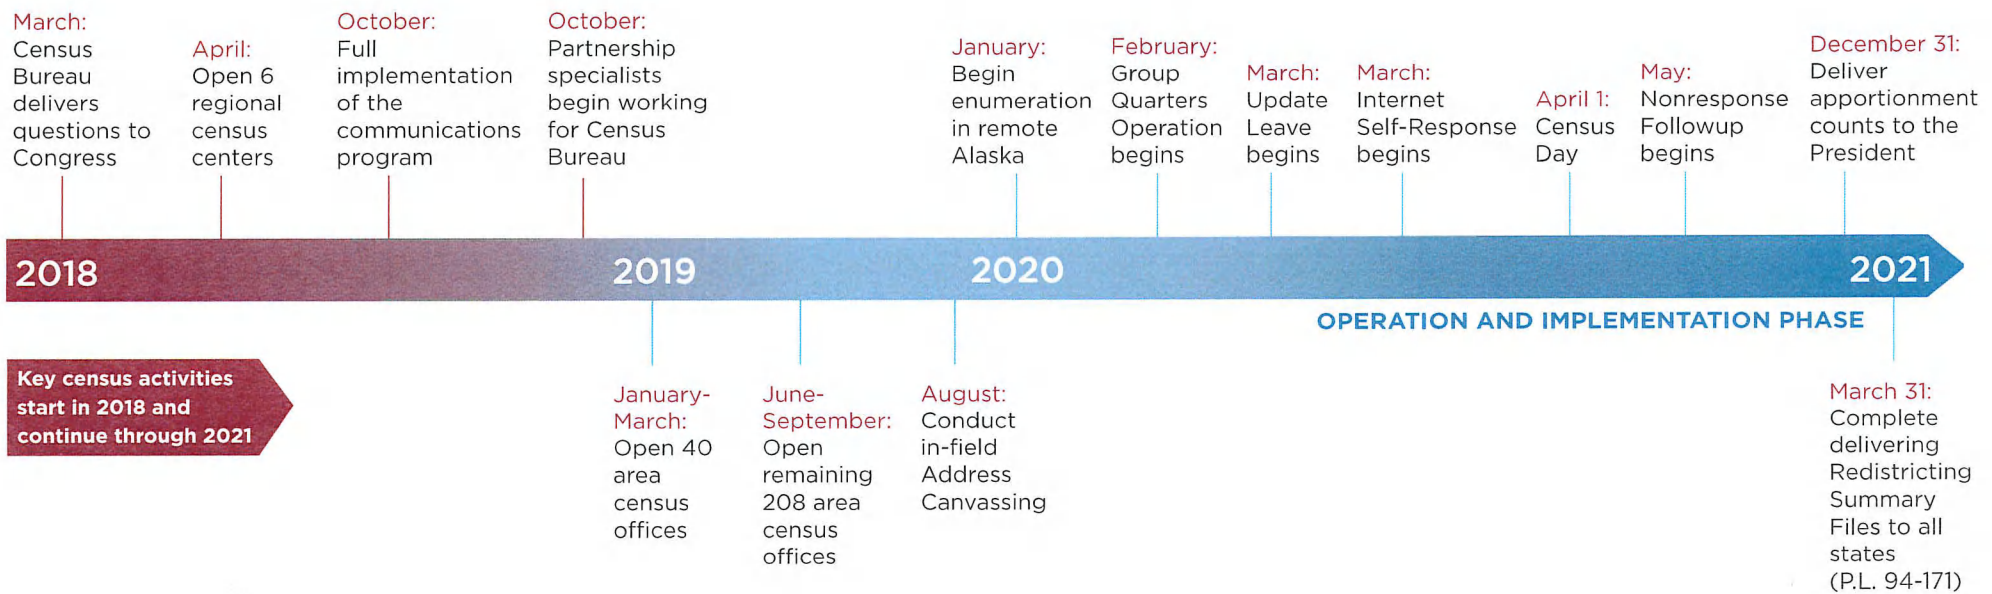 March:
Census
Bureau
delivers
questions to
Congress
April:
Open 6
regional
census
centers
October:
Full
implementation
of the
communications
program
October:
Partnership
specialists
begin working
for Census
Bureau
January:
Begin
enumeration
in remote
Alaska
February:
Group
Quarters
Operation
begins
March:
Update
Leave
begins
March:
Internet
Self-Response
begins
April 1:
Census
Day
May:
Nonresponse
Followup
begins
December 31:
Deliver
apportionment
counts to the
President
2018
2019
2020
2021
OPERATION AND IMPLEMENTATION PHASE
Key census activities
start in 2018 and
continue through 2021
January-
March:
Open 40
area
census
offices
June-
September:
Open
remaining
208 area
census
offices
August:
Conduct
in-field
Address
Canvassing
March 31:
Complete
delivering
Redistricting
Summary
Files to all
states
(P.L. 94-171)